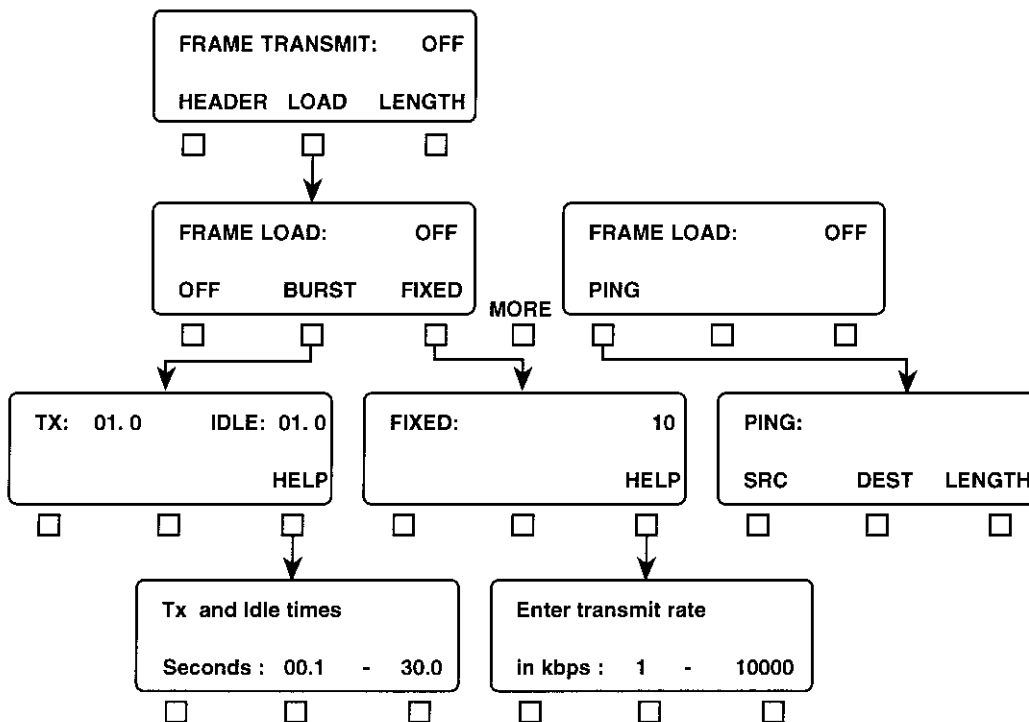 FRAME TRANSMIT: OFF
HEADER LOAD LENGTH
FRAME LOAD: OFF
OFF BURST FIXED
MORE
FRAME LOAD: OFF
PING
TX: 01. 0 IDLE: 01. 0
HELP
FIXED: 10
HELP
PING:
SRC DEST LENGTH
Tx and Idle times
Seconds : 00.1 - 30.0
Enter transmit rate
in kbps : 1 - 10000